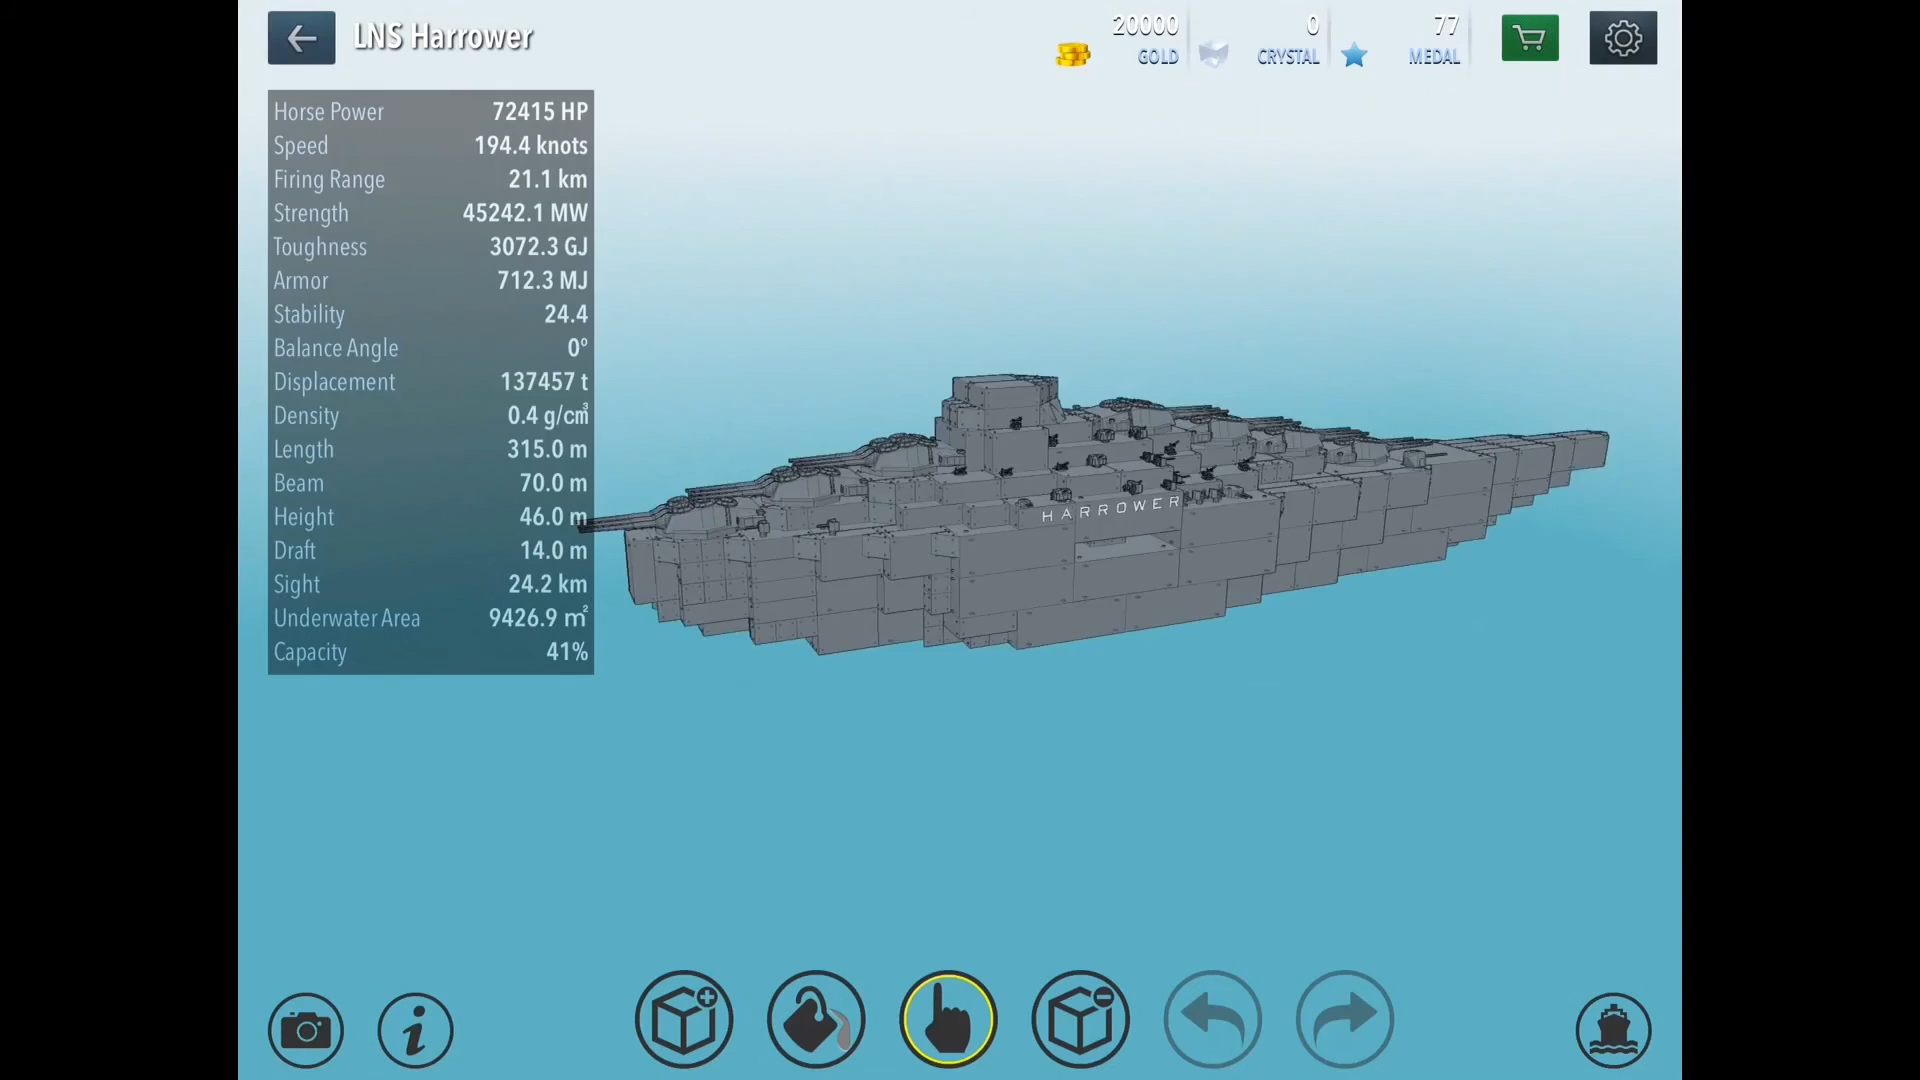 LNS Harrower
20000
GOLD
0
CRYSTAL
77
MEDAL
Horse Power 72415 HP
Speed 194.4 knots
Firing Range 21.1 km
Strength 45242.1 MW
Toughness 3072.3 GJ
Armor 712.3 MJ
Stability 24.4
Balance Angle 0°
Displacement 137457 t
Density 0.4 g/cm³
Length 315.0 m
Beam 70.0 m
Height 46.0 m
Draft 14.0 m
Sight 24.2 km
Underwater Area 9426.9 m²
Capacity 41%
HARROWER